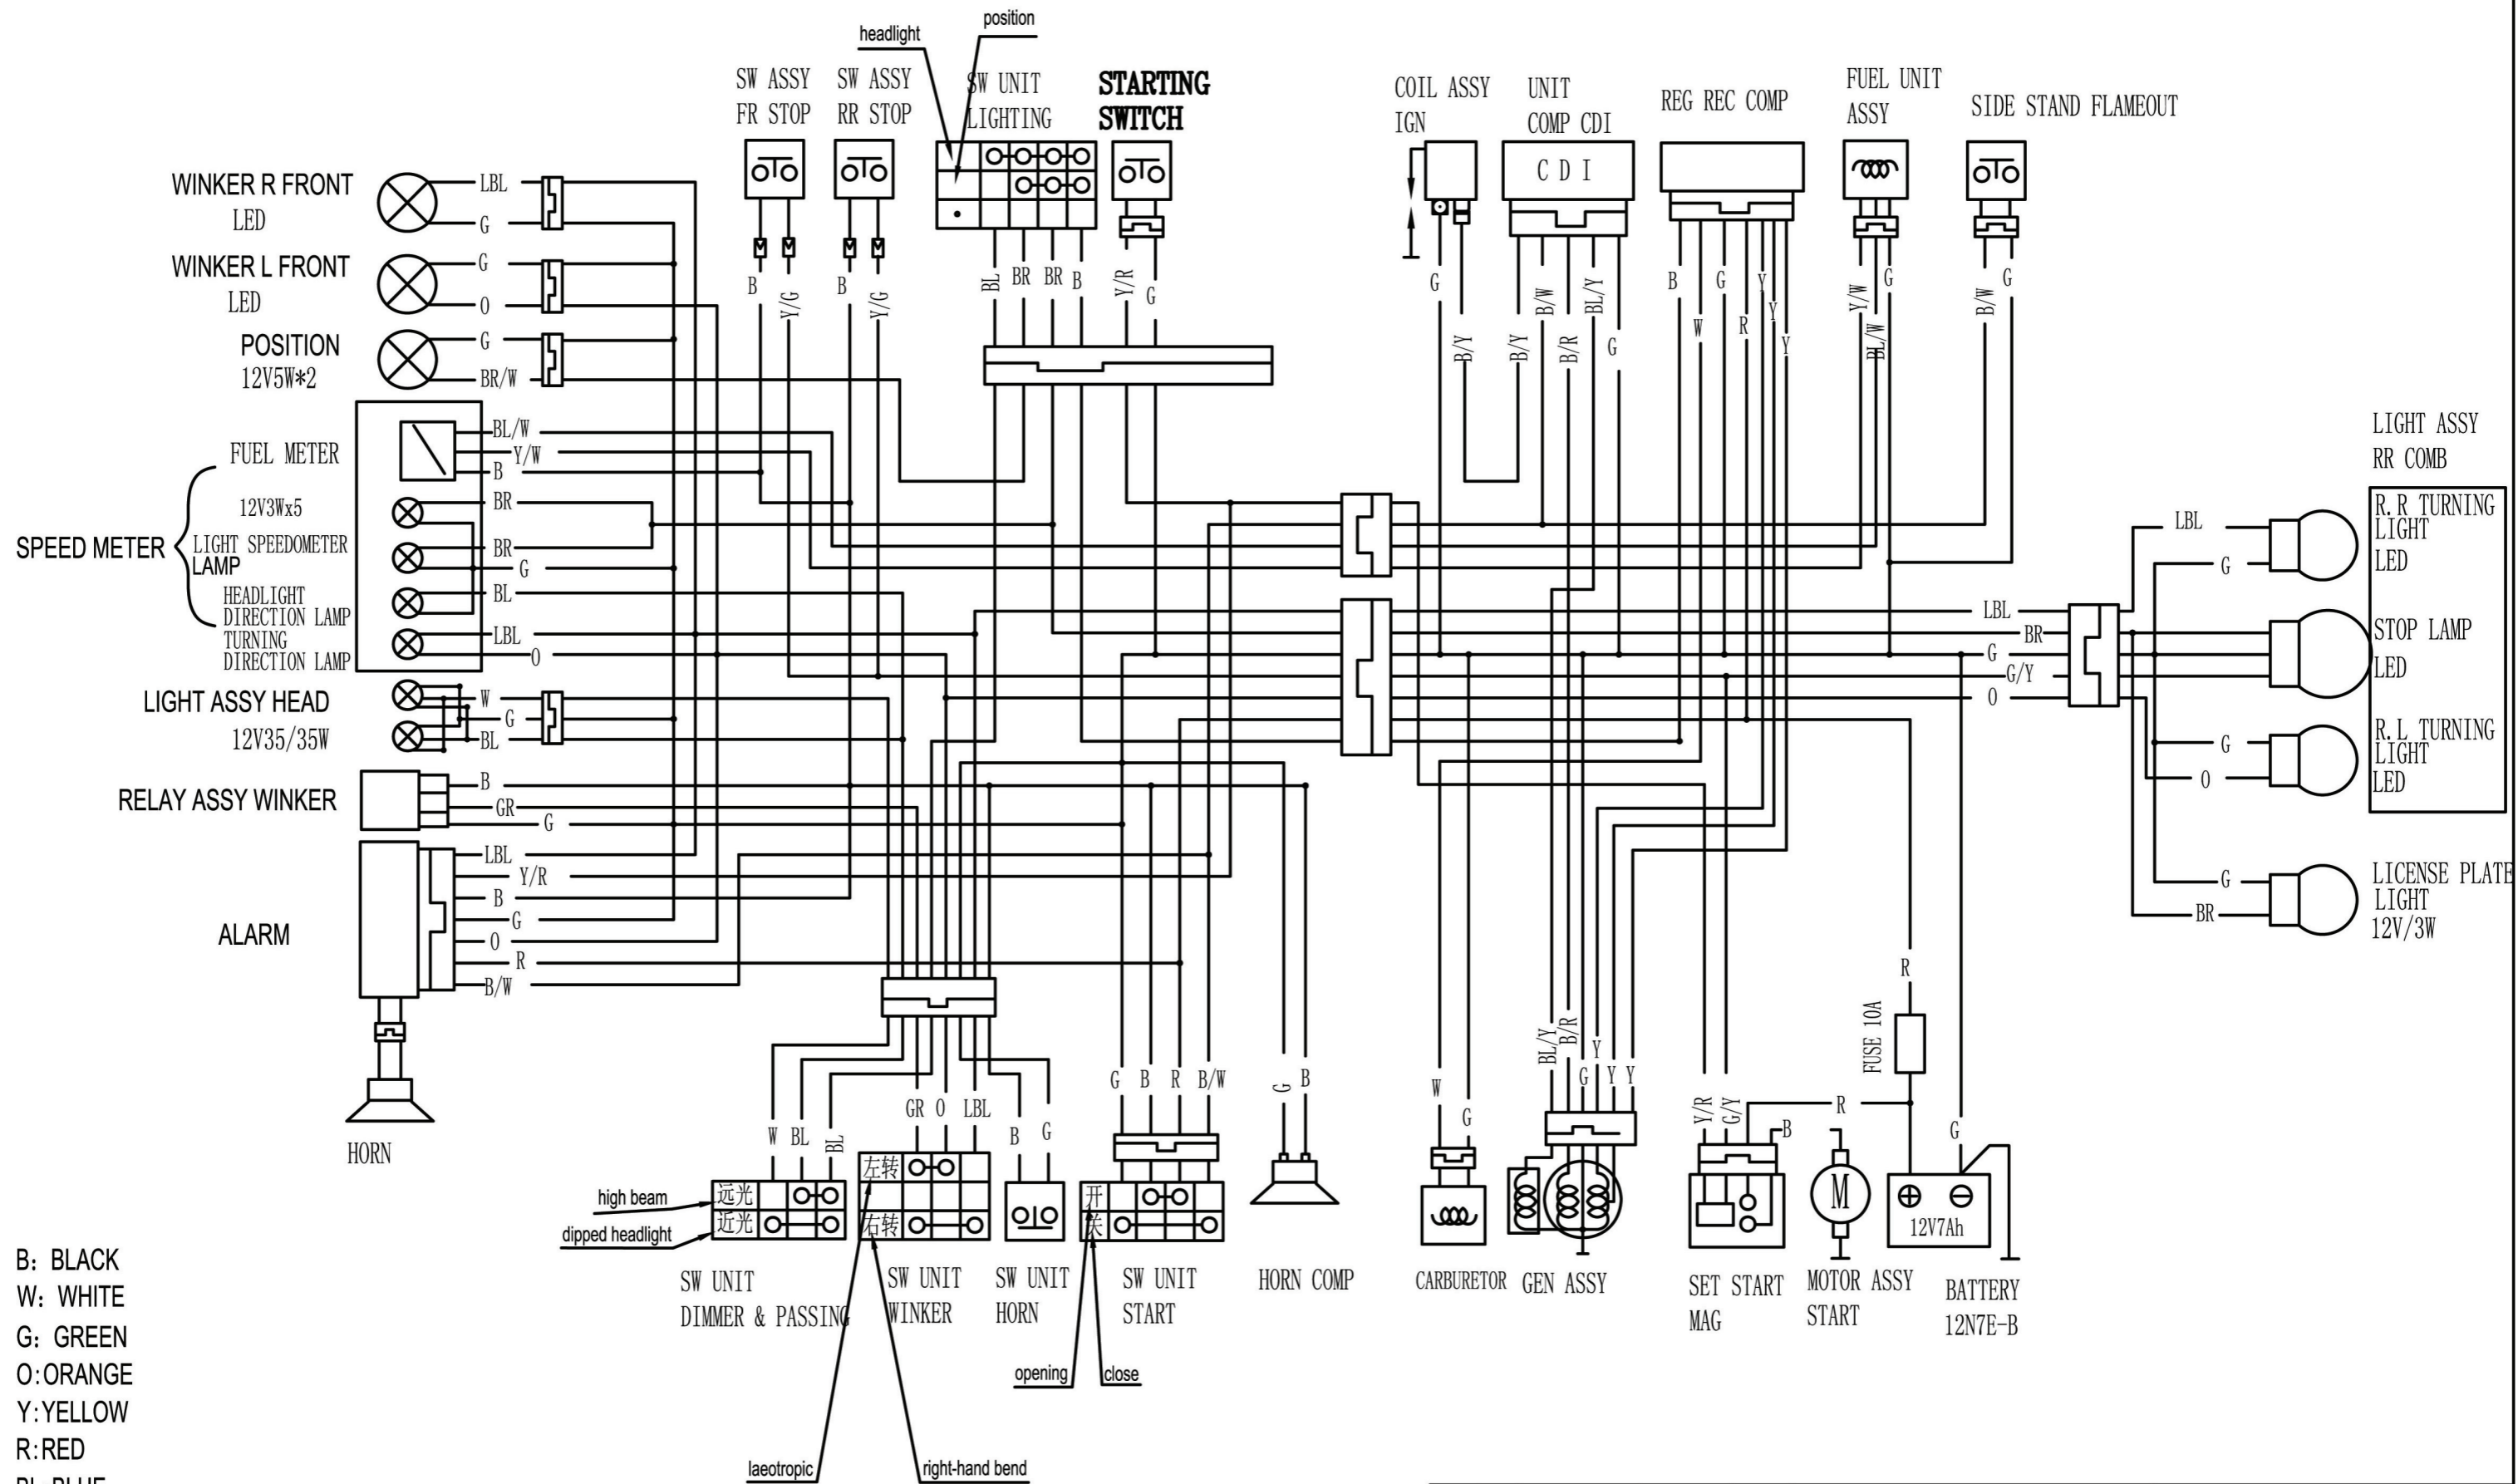 headlight
position
SW ASSY
FR STOP
SW ASSY
RR STOP
SW UNIT
LIGHTING
STARTING
SWITCH
COIL ASSY
IGN
UNIT
COMP CDI
REG REC COMP
FUEL UNIT
ASSY
SIDE STAND FLAMEOUT
C D I
WINKER R FRONT
LED
LBL
G
WINKER L FRONT
LED
G
O
POSITION
12V5W*2
G
BR/W
B
Y/G
B
Y/G
BL
BR
BR
B
Y/R
G
G
B/Y
B/Y
B/W
B/R
BL/Y
G
B
W
G
R
Y
Y
Y
Y/W
BL/W
G
B/W
G
SPEED METER
FUEL METER
BL/W
Y/W
B
12V3Wx5
LIGHT SPEEDOMETER
LAMP
BR
BR
G
HEADLIGHT
DIRECTION LAMP
BL
TURNING
DIRECTION LAMP
LBL
O
LIGHT ASSY HEAD
12V35/35W
W
G
BL
RELAY ASSY WINKER
B
GR
G
ALARM
LBL
Y/R
B
G
O
R
B/W
HORN
LIGHT ASSY
RR COMB
LBL
BR
G
G/Y
O
LBL
G
R.R TURNING
LIGHT
LED
STOP LAMP
LED
G
O
R.L TURNING
LIGHT
LED
G
BR
LICENSE PLATE
LIGHT
12V/3W
W
BL
BL
GR
O
LBL
B
G
G
B
R
B/W
G
B
W
G
BL/Y
B/R
G
Y
Y
Y
Y/R
G/Y
R
B
R
FUSE 10A
G
high beam
远光
dipped headlight
近光
左转
右转
开
关
M
12V7Ah
SW UNIT
DIMMER & PASSING
SW UNIT
WINKER
SW UNIT
HORN
SW UNIT
START
HORN COMP
CARBURETOR
GEN ASSY
SET START
MAG
MOTOR ASSY
START
BATTERY
12N7E-B
opening
close
laeotropic
right-hand bend
B: BLACK
W: WHITE
G: GREEN
O:ORANGE
Y:YELLOW
R:RED
BL:BLUE